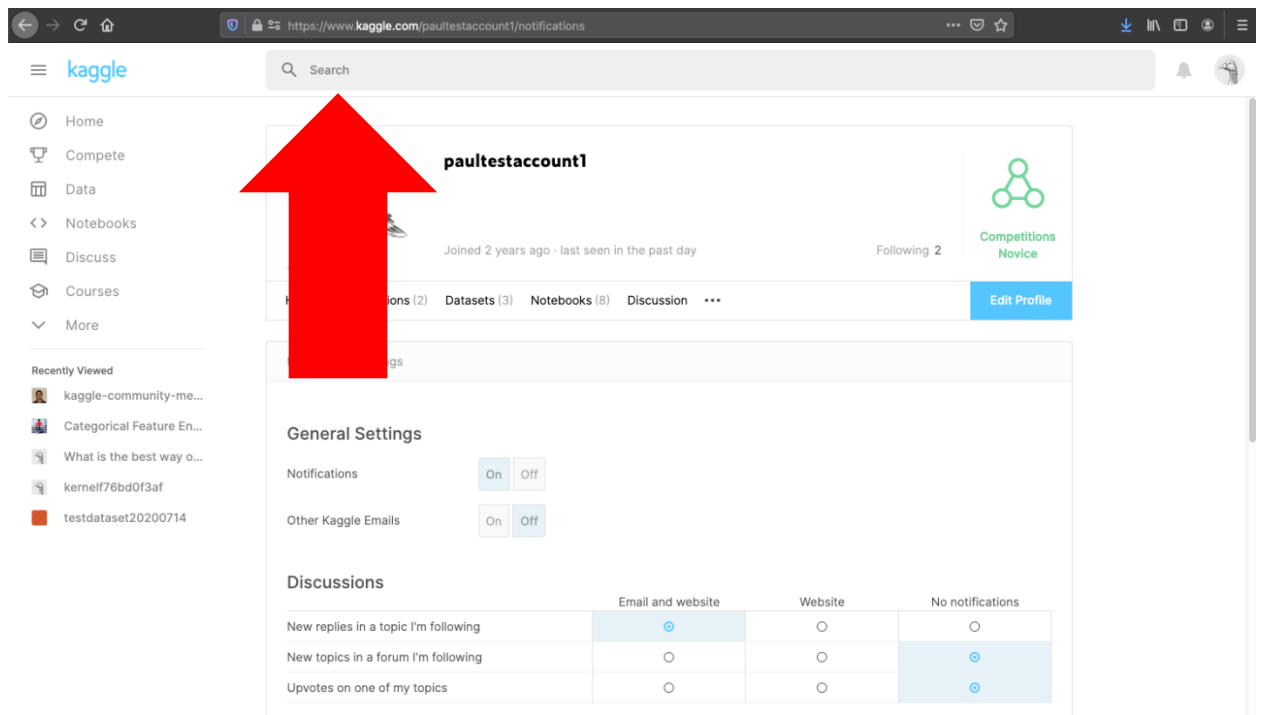 https://www.kaggle.com/paultestaccount1/notifications
kaggle
Search
Home
Compete
Data
Notebooks
Discuss
Courses
More
Recently Viewed
kaggle-community-me...
Categorical Feature En...
What is the best way o...
kernelf76bd0f3af
testdataset20200714
paultestaccount1
Joined 2 years ago · last seen in the past day
Following 2
Competitions
Novice
(2) Datasets (3) Notebooks (8) Discussion •••
Edit Profile
General Settings
Notifications On Off
Other Kaggle Emails On Off
Discussions
Email and website Website No notifications
New replies in a topic I'm following
New topics in a forum I'm following
Upvotes on one of my topics